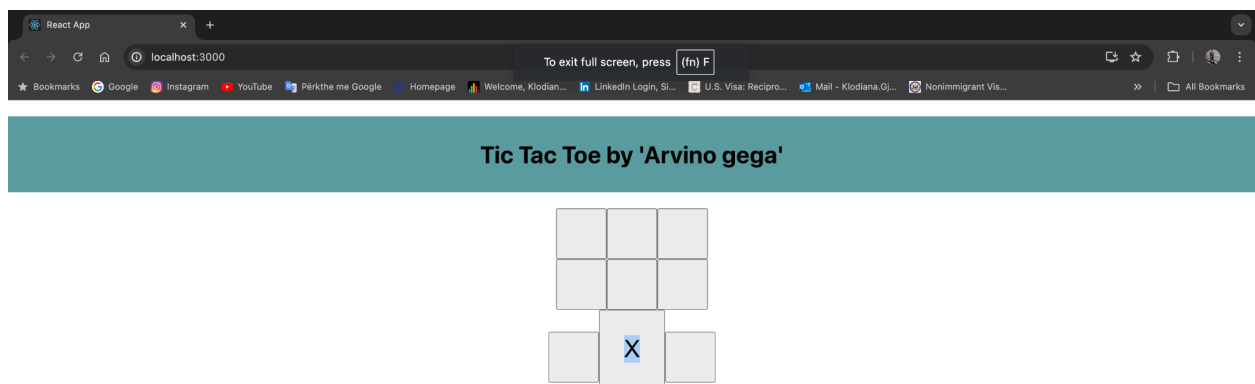 React App
localhost:3000
To exit full screen, press (fn) F
Bookmarks Google Instagram YouTube Përkthe me Google Homepage Welcome, Klodian... LinkedIn Login, Si... U.S. Visa: Recipro... Mail - Klodiana.Gj... Nonimmigrant Vis... » All Bookmarks
Tic Tac Toe by 'Arvino gega'
X